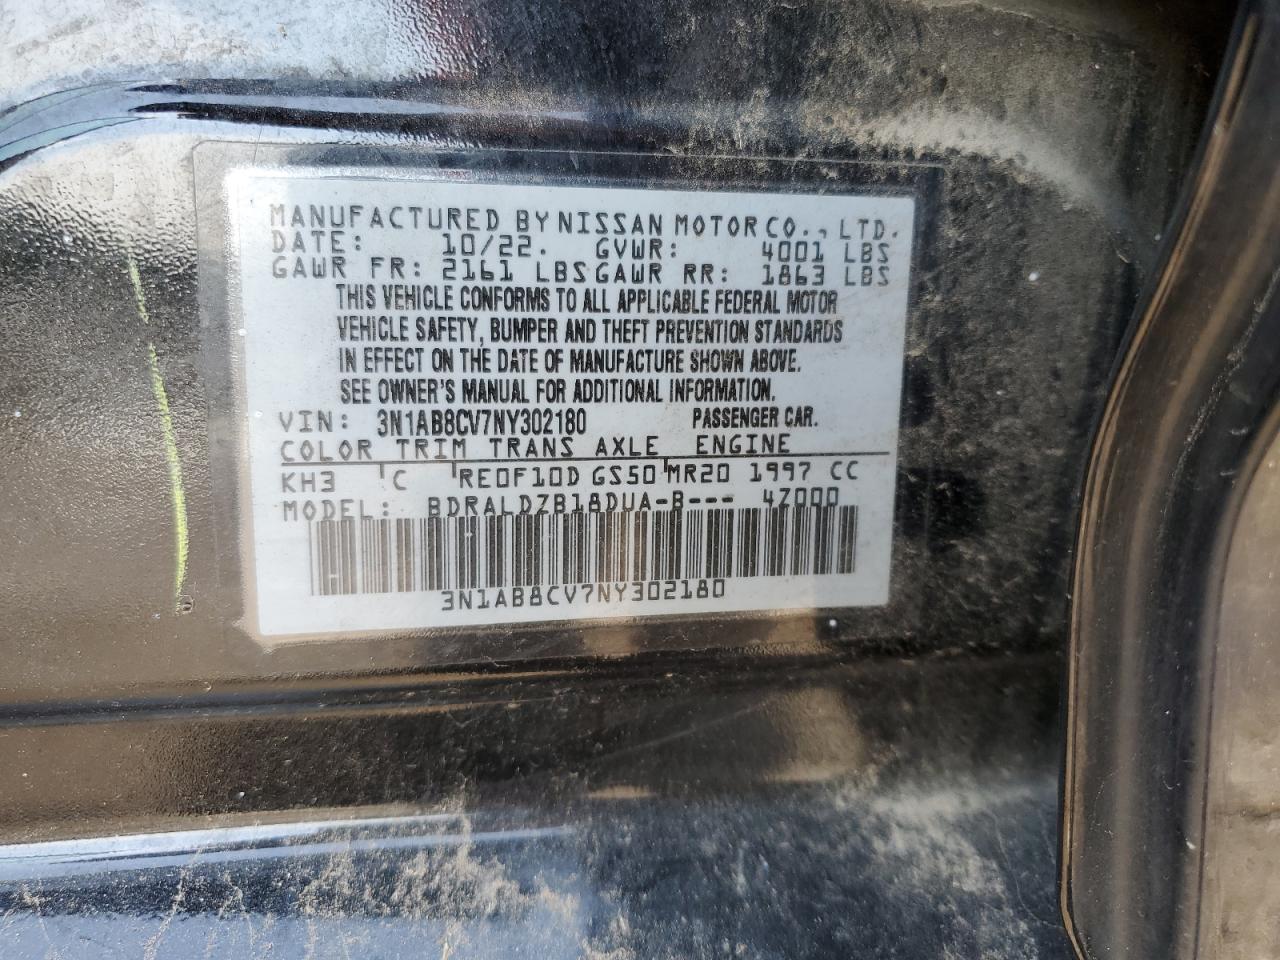 MANUFACTURED BY NISSAN MOTOR CO., LTD.
DATE: 10/22. GVWR: 4001 LBS
GAWR FR: 2161 LBS GAWR RR: 1863 LBS
THIS VEHICLE CONFORMS TO ALL APPLICABLE FEDERAL MOTOR
VEHICLE SAFETY, BUMPER AND THEFT PREVENTION STANDARDS
IN EFFECT ON THE DATE OF MANUFACTURE SHOWN ABOVE.
SEE OWNER'S MANUAL FOR ADDITIONAL INFORMATION.
VIN: 3N1AB8CV7NY302180 PASSENGER CAR.
COLOR TRIM TRANS AXLE ENGINE
KH3 C RE0F10D GS50 MR20 1997 CC
MODEL: BDRALDZB18DUA-B--- 4Z000
3N1AB8CV7NY302180